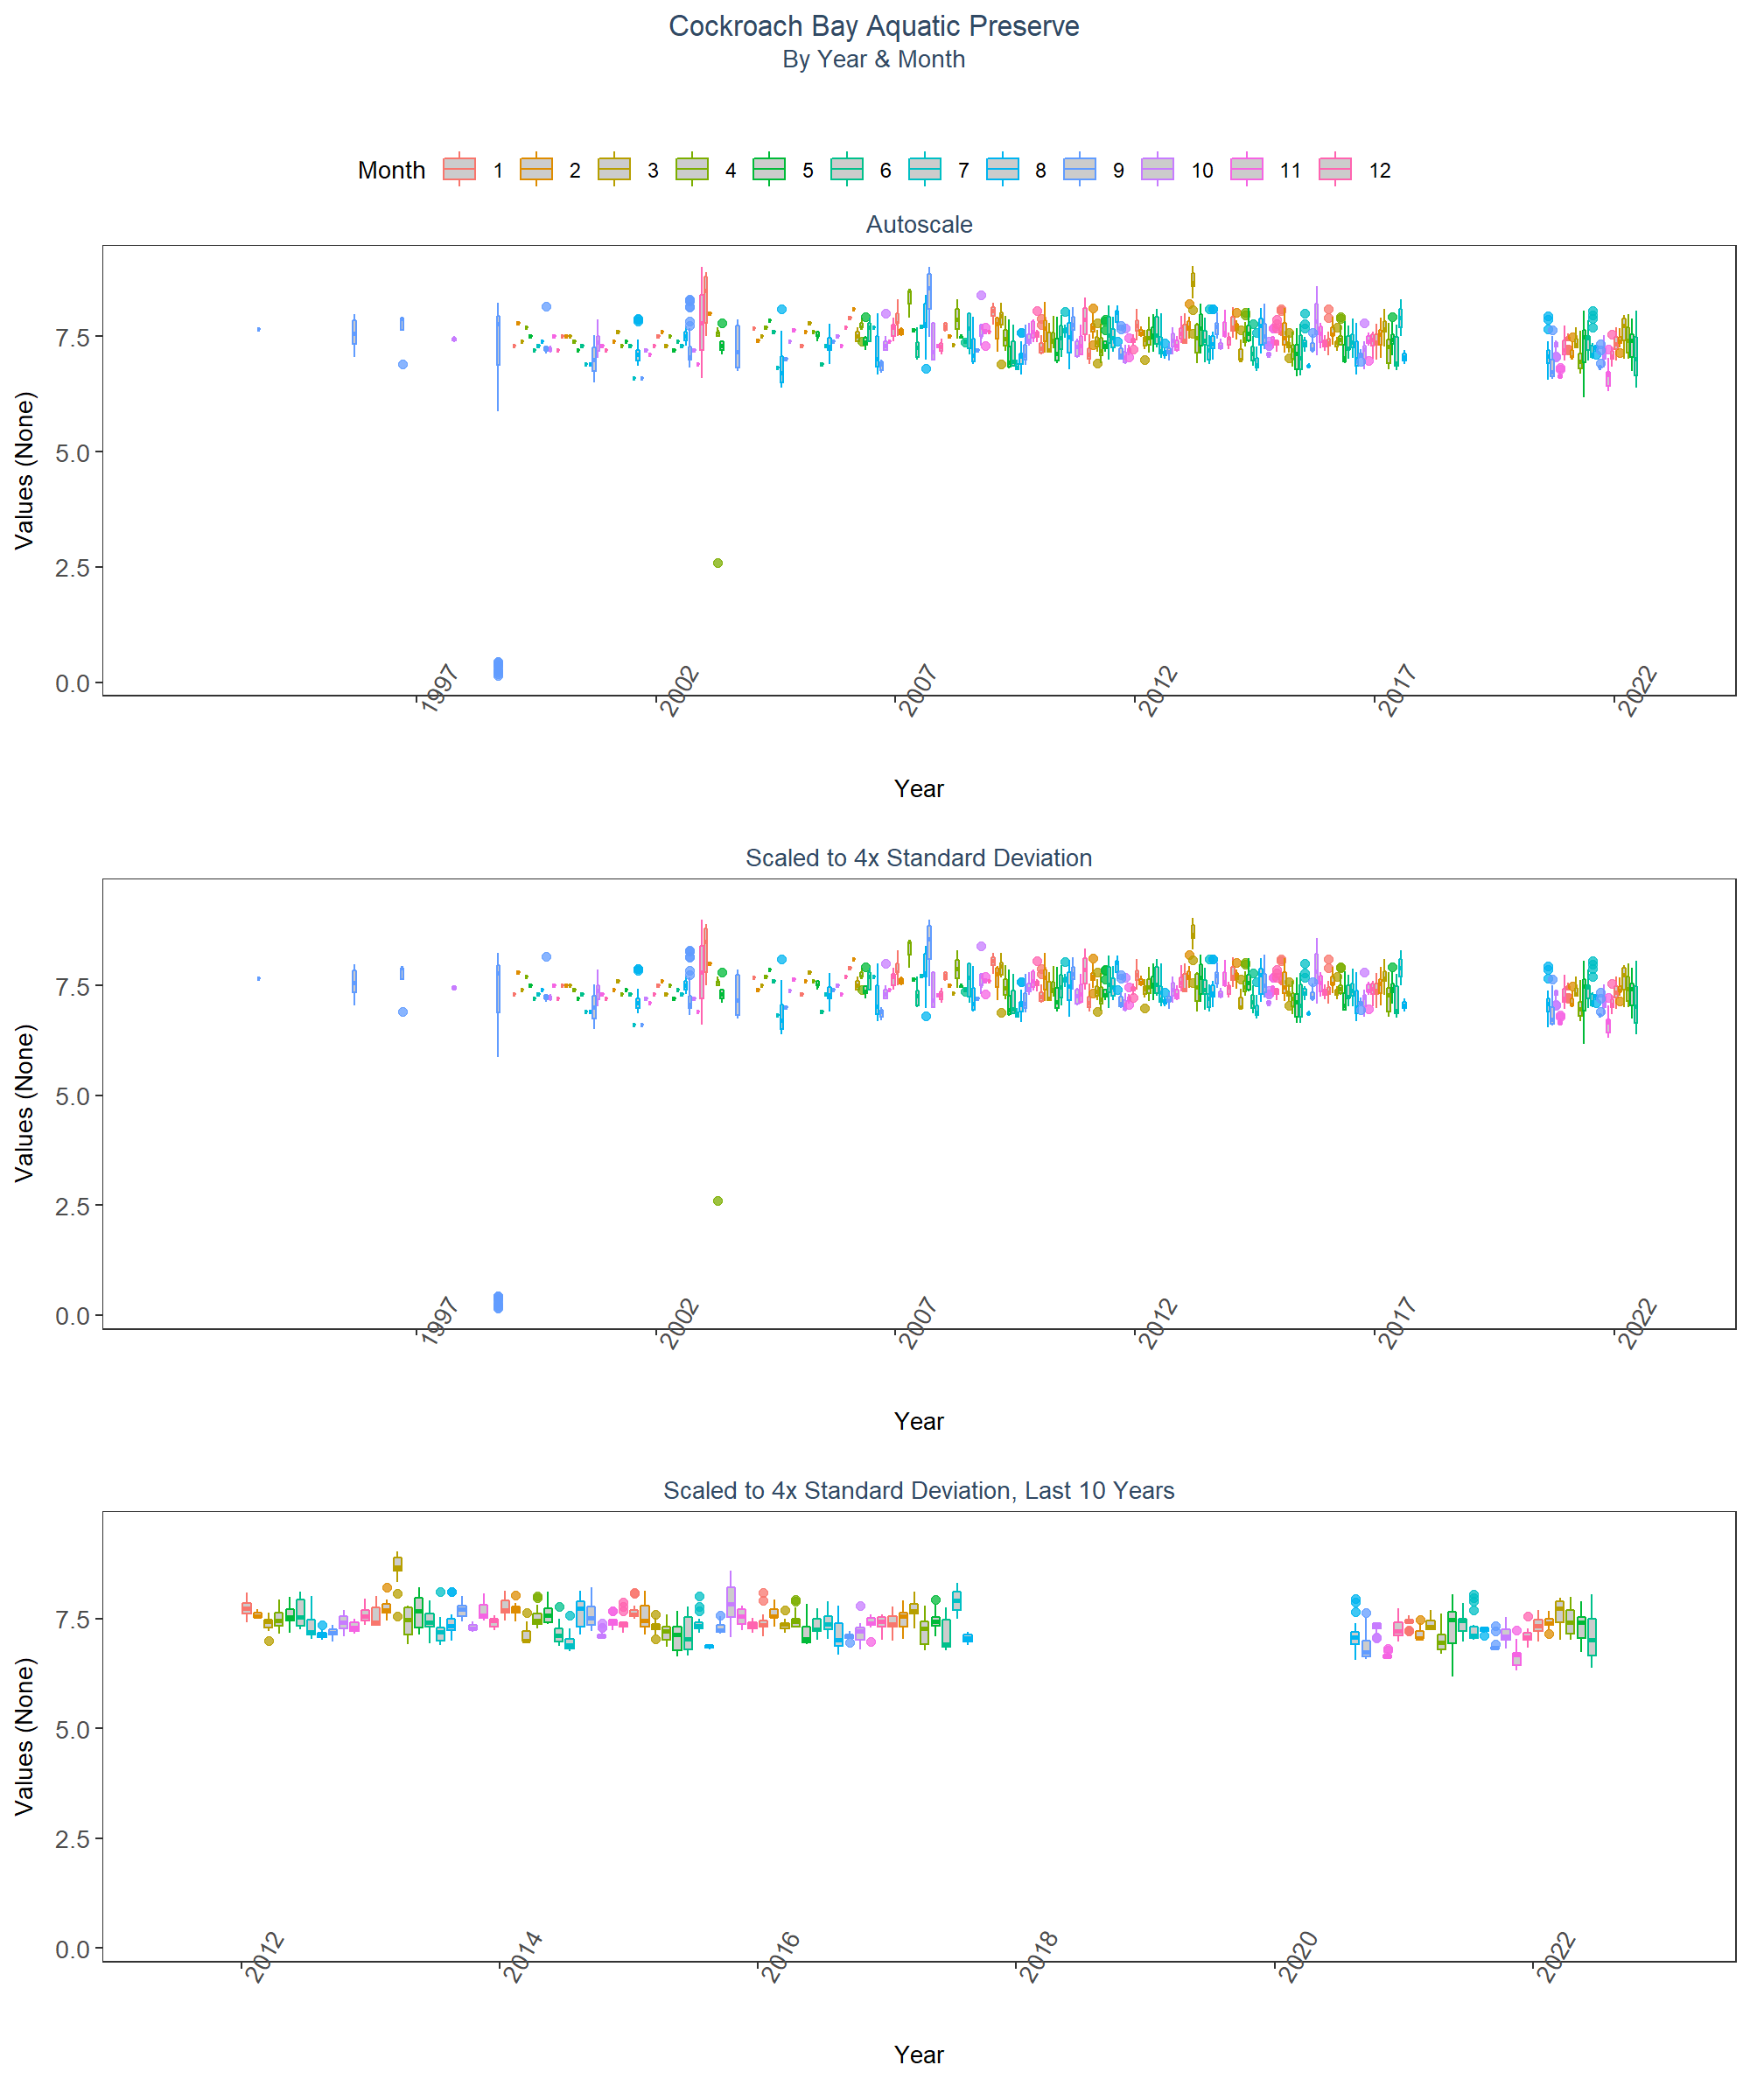 Cockroach Bay Aquatic Preserve
By Year & Month
Month 1 2 3 4 5 6 7 8 9 10 11 12
Autoscale
Values (None)
7.5
5.0
2.5
0.0
1997 2002 2007 2012 2017 2022
Year
Scaled to 4x Standard Deviation
Values (None)
7.5
5.0
2.5
0.0
1997 2002 2007 2012 2017 2022
Year
Scaled to 4x Standard Deviation, Last 10 Years
Values (None)
7.5
5.0
2.5
0.0
2012 2014 2016 2018 2020 2022
Year